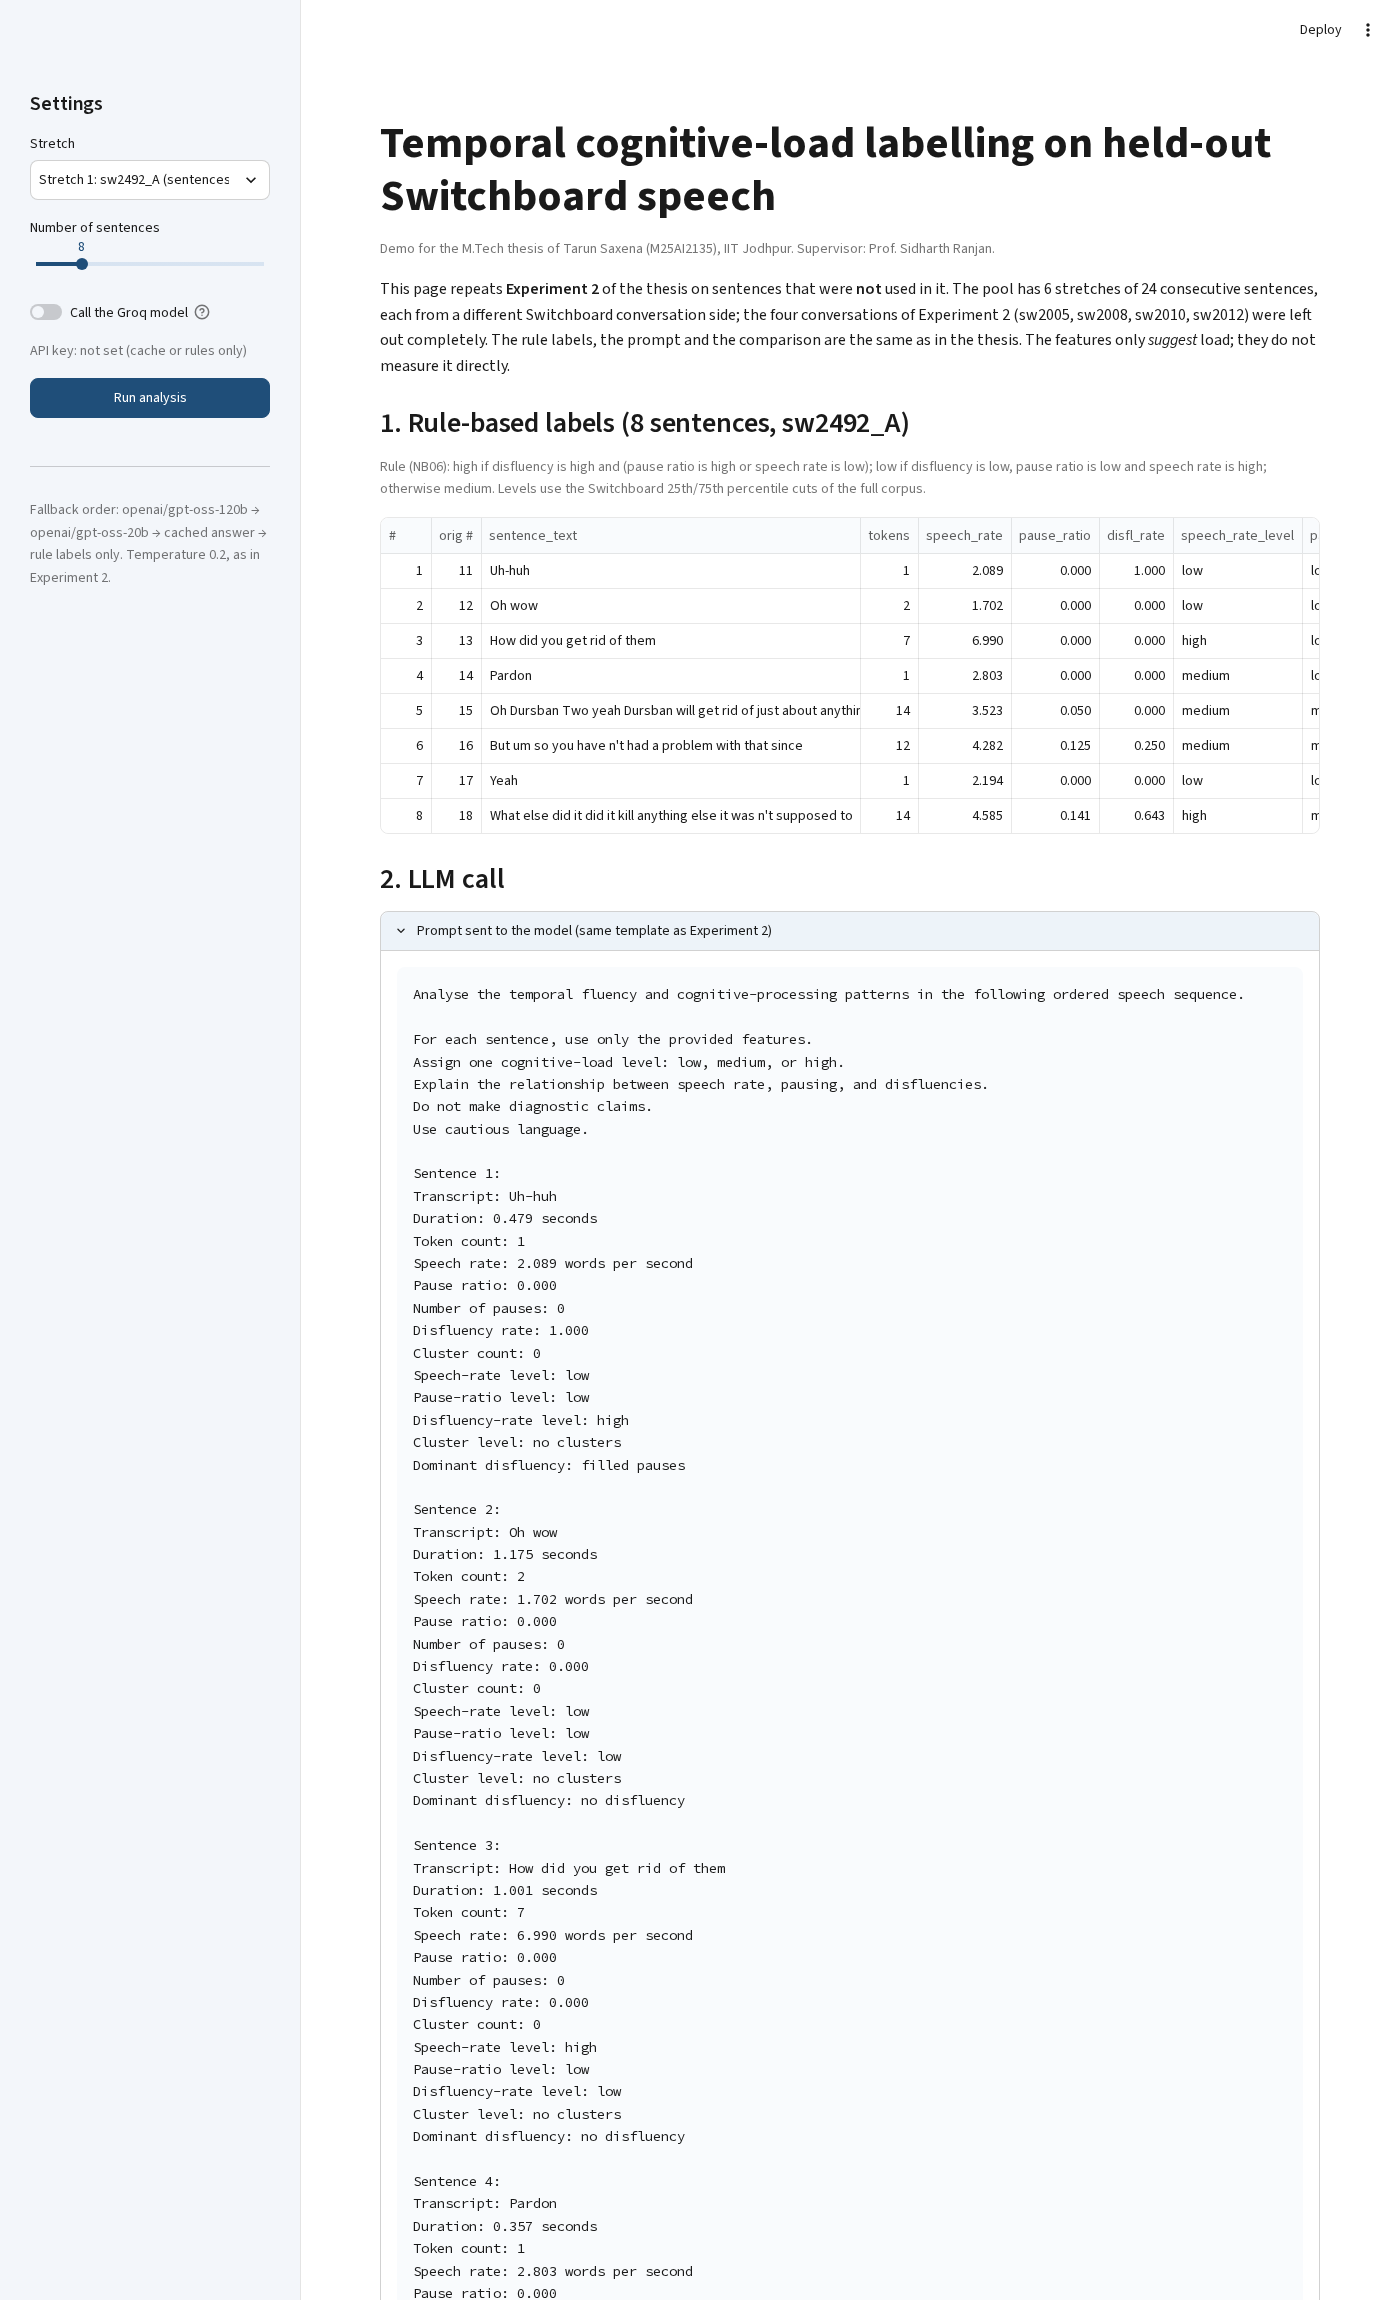 Deploy
Settings
Stretch
Stretch 1: sw2492_A (sentences
Number of sentences
8
Call the Groq model
API key: not set (cache or rules only)
Run analysis
Fallback order: openai/gpt-oss-120b →
openai/gpt-oss-20b → cached answer →
rule labels only. Temperature 0.2, as in
Experiment 2.
Temporal cognitive-load labelling on held-out
Switchboard speech
Demo for the M.Tech thesis of Tarun Saxena (M25AI2135), IIT Jodhpur. Supervisor: Prof. Sidharth Ranjan.
This page repeats Experiment 2 of the thesis on sentences that were not used in it. The pool has 6 stretches of 24 consecutive sentences,
each from a different Switchboard conversation side; the four conversations of Experiment 2 (sw2005, sw2008, sw2010, sw2012) were left
out completely. The rule labels, the prompt and the comparison are the same as in the thesis. The features only suggest load; they do not
measure it directly.
1. Rule-based labels (8 sentences, sw2492_A)
Rule (NB06): high if disfluency is high and (pause ratio is high or speech rate is low); low if disfluency is low, pause ratio is low and speech rate is high;
otherwise medium. Levels use the Switchboard 25th/75th percentile cuts of the full corpus.
# orig # sentence_text tokens speech_rate pause_ratio disfl_rate speech_rate_level p
1 11 Uh-huh 1 2.089 0.000 1.000 low lo
2 12 Oh wow 2 1.702 0.000 0.000 low lo
3 13 How did you get rid of them 7 6.990 0.000 0.000 high lo
4 14 Pardon 1 2.803 0.000 0.000 medium lo
5 15 Oh Dursban Two yeah Dursban will get rid of just about anythin 14 3.523 0.050 0.000 medium m
6 16 But um so you have n't had a problem with that since 12 4.282 0.125 0.250 medium m
7 17 Yeah 1 2.194 0.000 0.000 low lo
8 18 What else did it did it kill anything else it was n't supposed to 14 4.585 0.141 0.643 high m
2. LLM call
Prompt sent to the model (same template as Experiment 2)
Analyse the temporal fluency and cognitive-processing patterns in the following ordered speech sequence.
For each sentence, use only the provided features.
Assign one cognitive-load level: low, medium, or high.
Explain the relationship between speech rate, pausing, and disfluencies.
Do not make diagnostic claims.
Use cautious language.
Sentence 1:
Transcript: Uh-huh
Duration: 0.479 seconds
Token count: 1
Speech rate: 2.089 words per second
Pause ratio: 0.000
Number of pauses: 0
Disfluency rate: 1.000
Cluster count: 0
Speech-rate level: low
Pause-ratio level: low
Disfluency-rate level: high
Cluster level: no clusters
Dominant disfluency: filled pauses
Sentence 2:
Transcript: Oh wow
Duration: 1.175 seconds
Token count: 2
Speech rate: 1.702 words per second
Pause ratio: 0.000
Number of pauses: 0
Disfluency rate: 0.000
Cluster count: 0
Speech-rate level: low
Pause-ratio level: low
Disfluency-rate level: low
Cluster level: no clusters
Dominant disfluency: no disfluency
Sentence 3:
Transcript: How did you get rid of them
Duration: 1.001 seconds
Token count: 7
Speech rate: 6.990 words per second
Pause ratio: 0.000
Number of pauses: 0
Disfluency rate: 0.000
Cluster count: 0
Speech-rate level: high
Pause-ratio level: low
Disfluency-rate level: low
Cluster level: no clusters
Dominant disfluency: no disfluency
Sentence 4:
Transcript: Pardon
Duration: 0.357 seconds
Token count: 1
Speech rate: 2.803 words per second
Pause ratio: 0.000